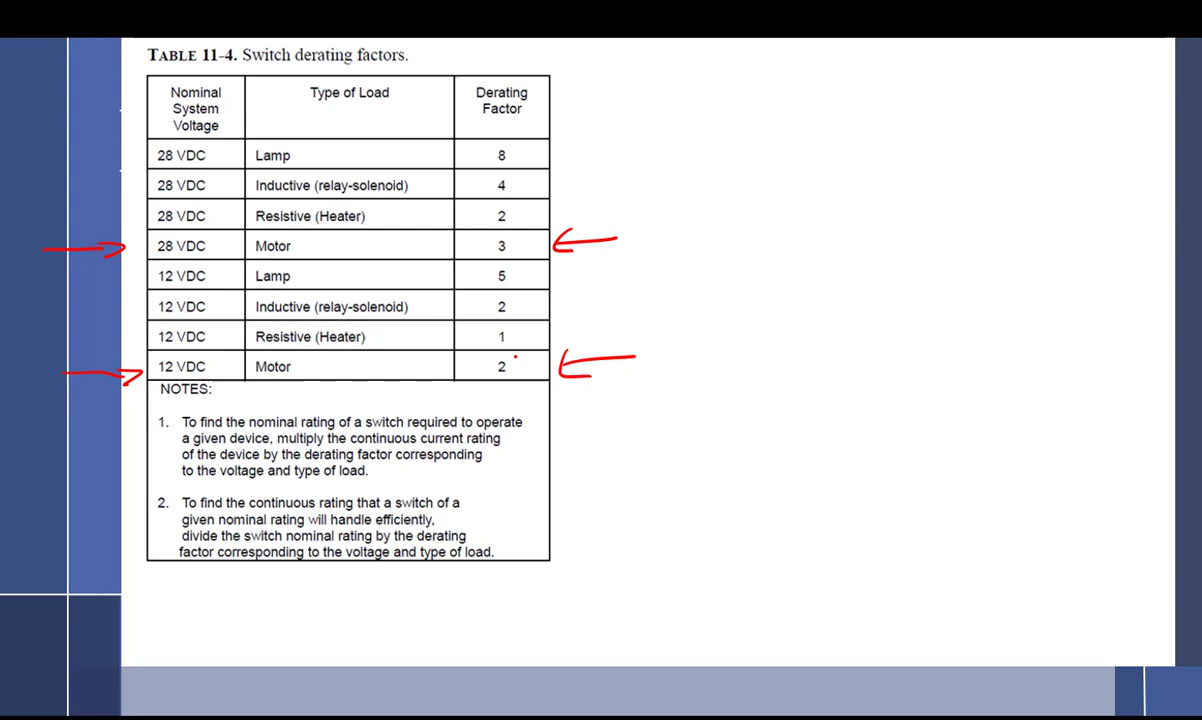 TABLE 11-4. Switch derating factors.
Nominal System Voltage Type of Load Derating Factor
28 VDC Lamp 8
28 VDC Inductive (relay-solenoid) 4
28 VDC Resistive (Heater) 2
28 VDC Motor 3
12 VDC Lamp 5
12 VDC Inductive (relay-solenoid) 2
12 VDC Resistive (Heater) 1
12 VDC Motor 2
NOTES:
1. To find the nominal rating of a switch required to operate
a given device, multiply the continuous current rating
of the device by the derating factor corresponding
to the voltage and type of load.
2. To find the continuous rating that a switch of a
given nominal rating will handle efficiently,
divide the switch nominal rating by the derating
factor corresponding to the voltage and type of load.